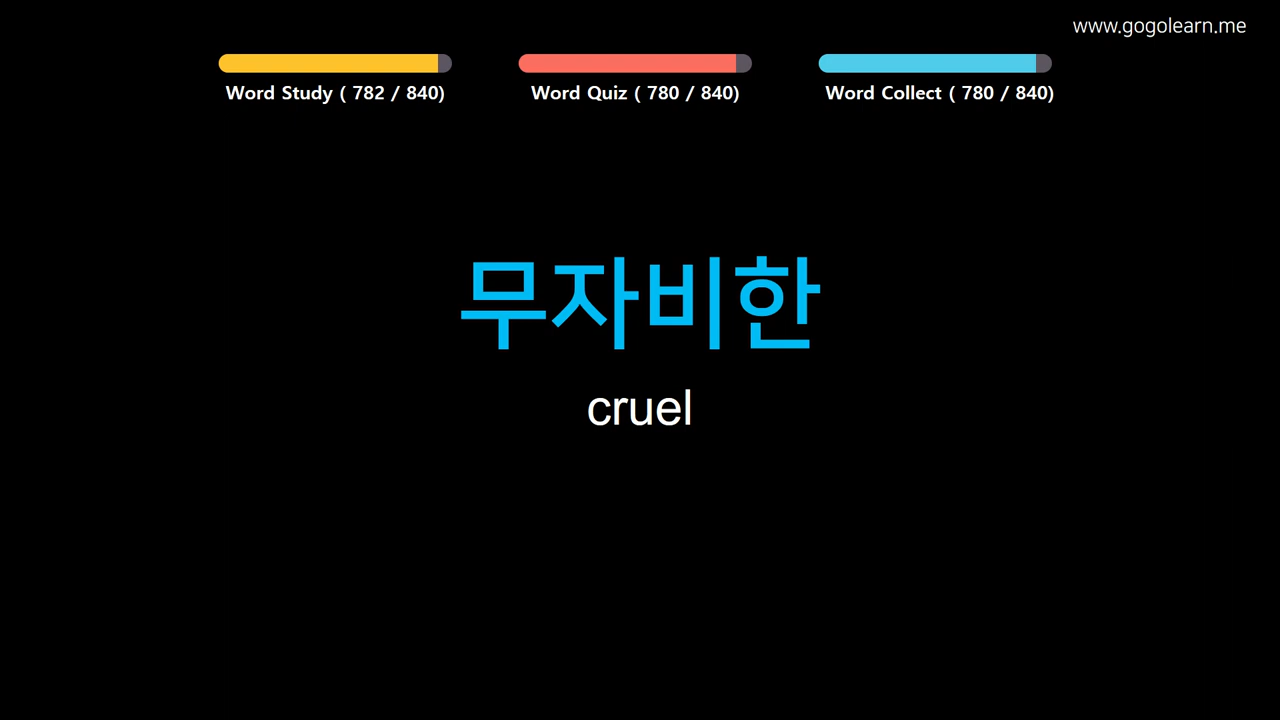 www.gogolearn.me
Word Study ( 782 / 840)
Word Quiz ( 780 / 840)
Word Collect ( 780 / 840)
무자비한
cruel